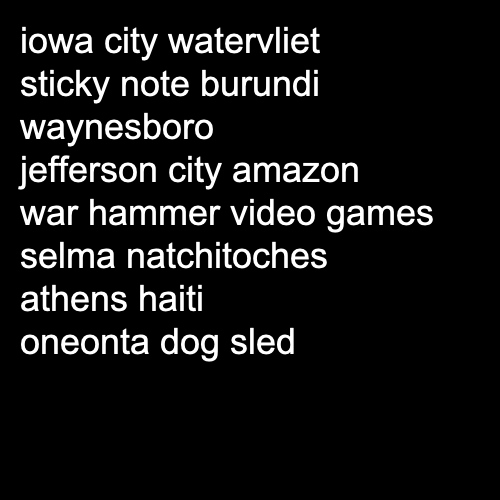 iowa city watervliet
sticky note burundi
waynesboro
jefferson city amazon
war hammer video games
selma natchitoches
athens haiti
oneonta dog sled